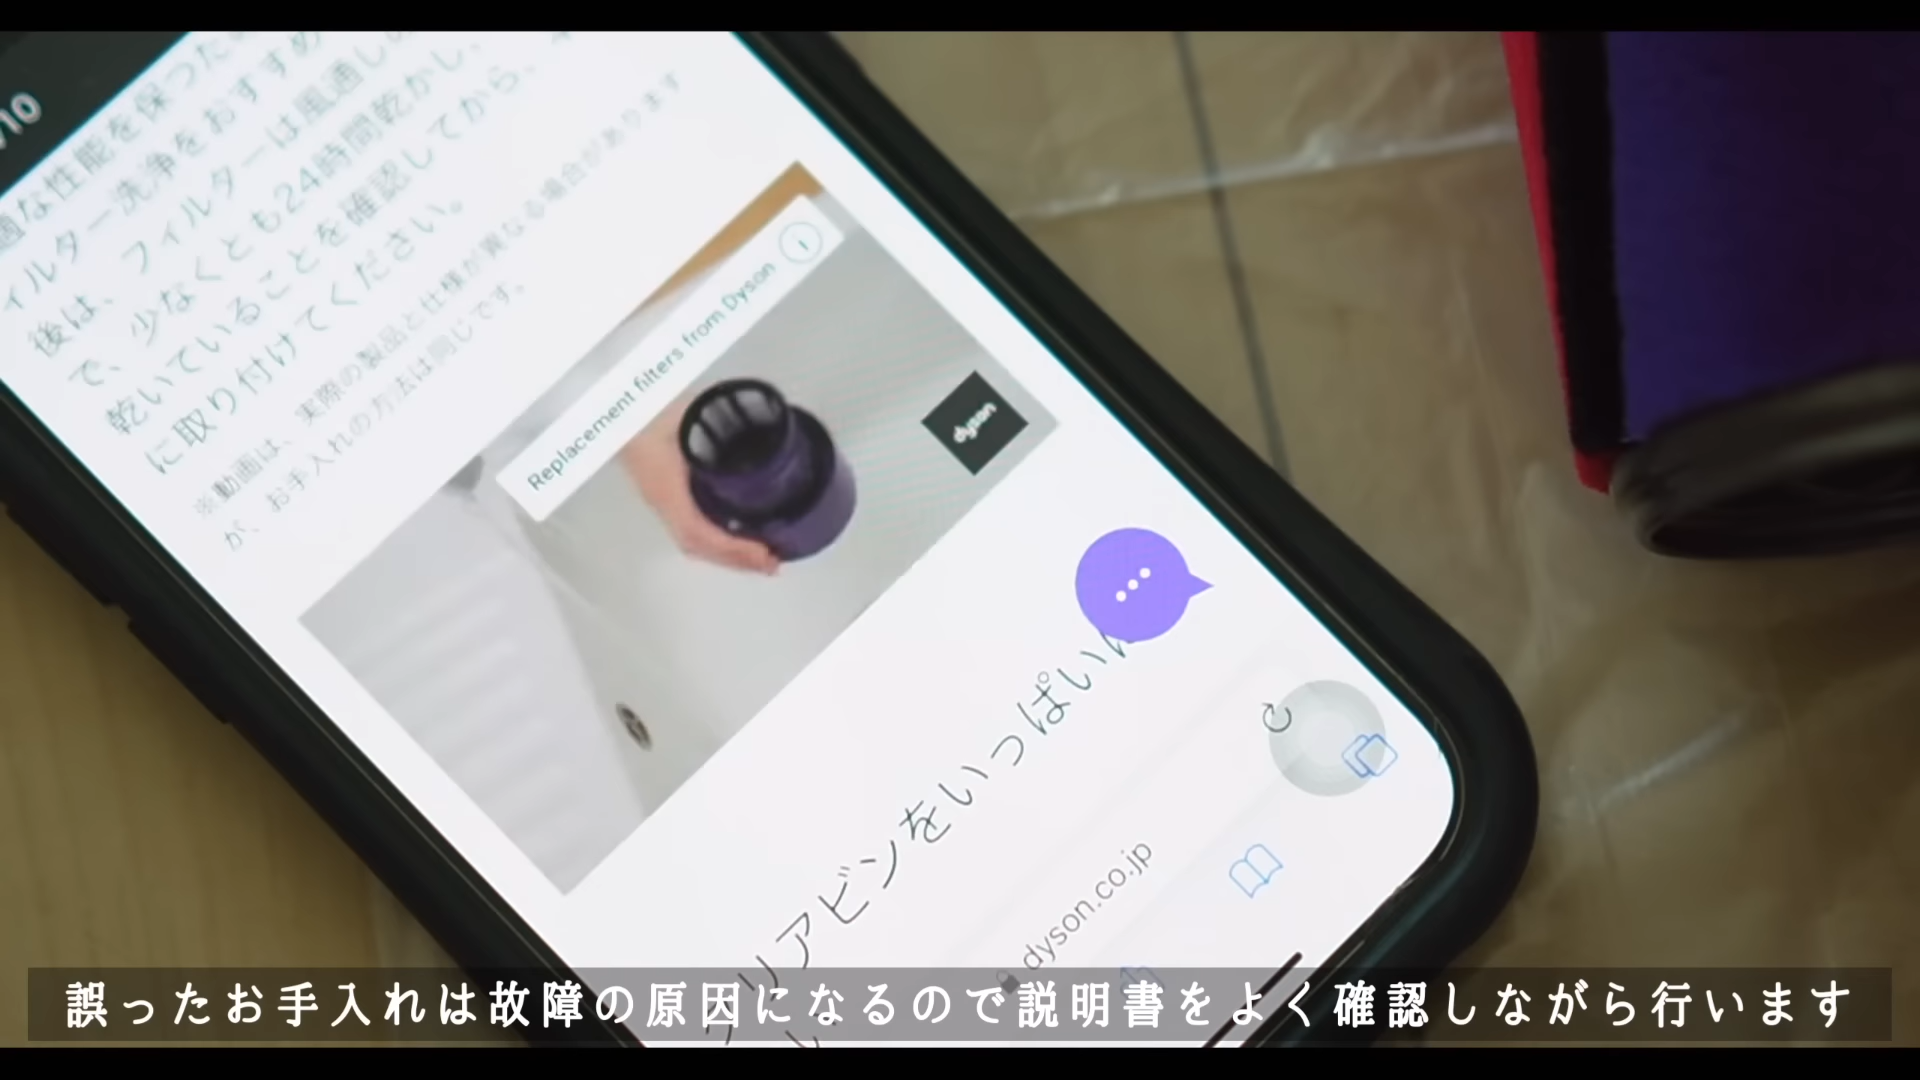 /10
適な性能を保つため
ィルター洗浄をおすすめ
後は、フィルターは風通しの
で、少なくとも24時間乾かし、
乾いていることを確認してから、本
に取り付けてください。
※動画は、実際の製品と仕様が異なる場合があります
が、お手入れの方法は同じです。
Replacement filters from Dyson
dyson
クリアビンをいっぱいに
dyson.co.jp
誤ったお手入れは故障の原因になるので説明書をよく確認しながら行います